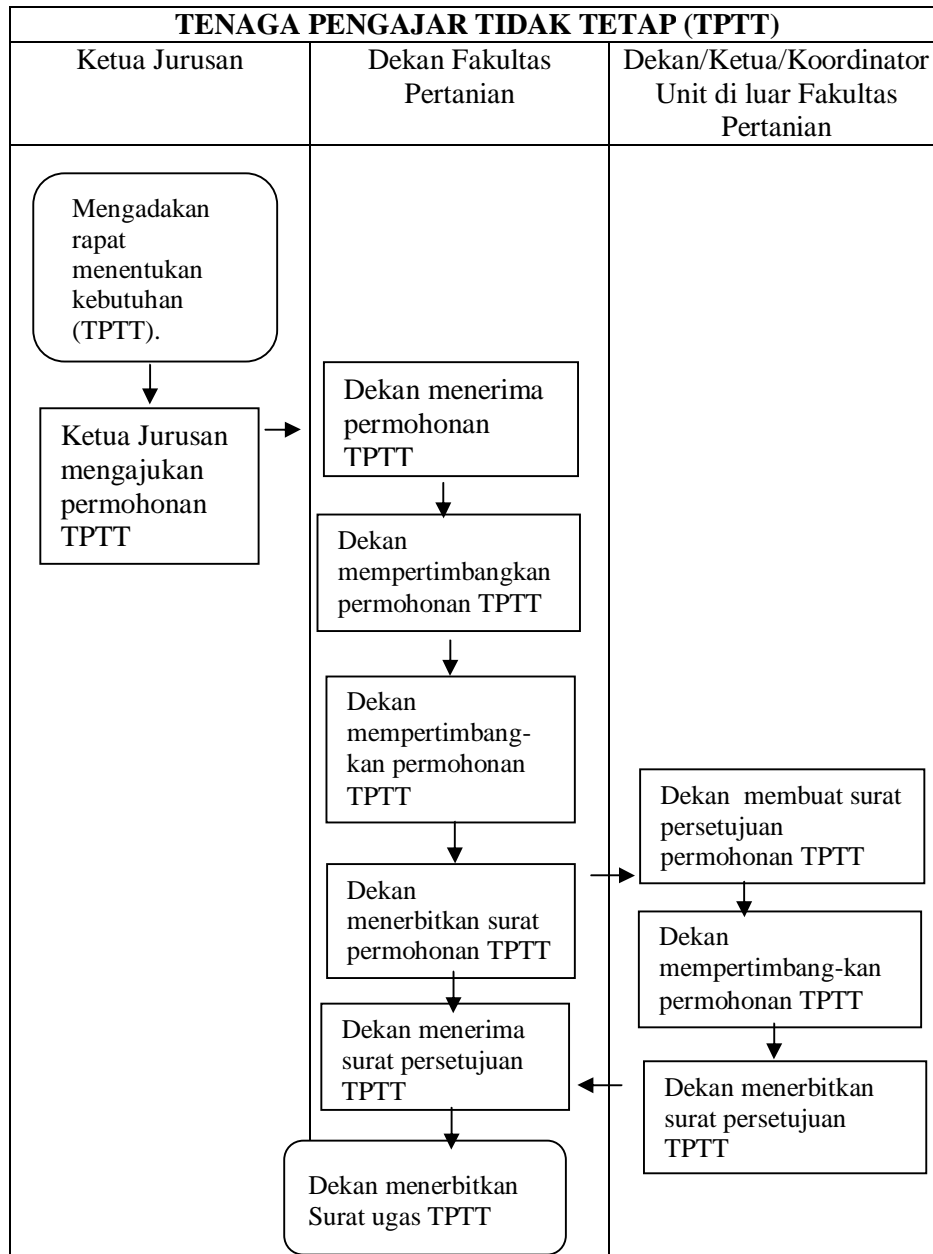 TENAGA PENGAJAR TIDAK TETAP (TPTT)
Ketua Jurusan
Dekan Fakultas
Pertanian
Dekan/Ketua/Koordinator
Unit di luar Fakultas
Pertanian
Mengadakan
rapat
menentukan
kebutuhan
(TPTT).
Ketua Jurusan
mengajukan
permohonan
TPTT
Dekan menerima
permohonan
TPTT
Dekan
mempertimbangkan
permohonan TPTT
Dekan
mempertimbang-
kan permohonan
TPTT
Dekan
menerbitkan surat
permohonan TPTT
Dekan membuat surat
persetujuan
permohonan TPTT
Dekan
mempertimbang-kan
permohonan TPTT
Dekan menerbitkan
surat persetujuan
TPTT
Dekan menerima
surat persetujuan
TPTT
Dekan menerbitkan
Surat ugas TPTT